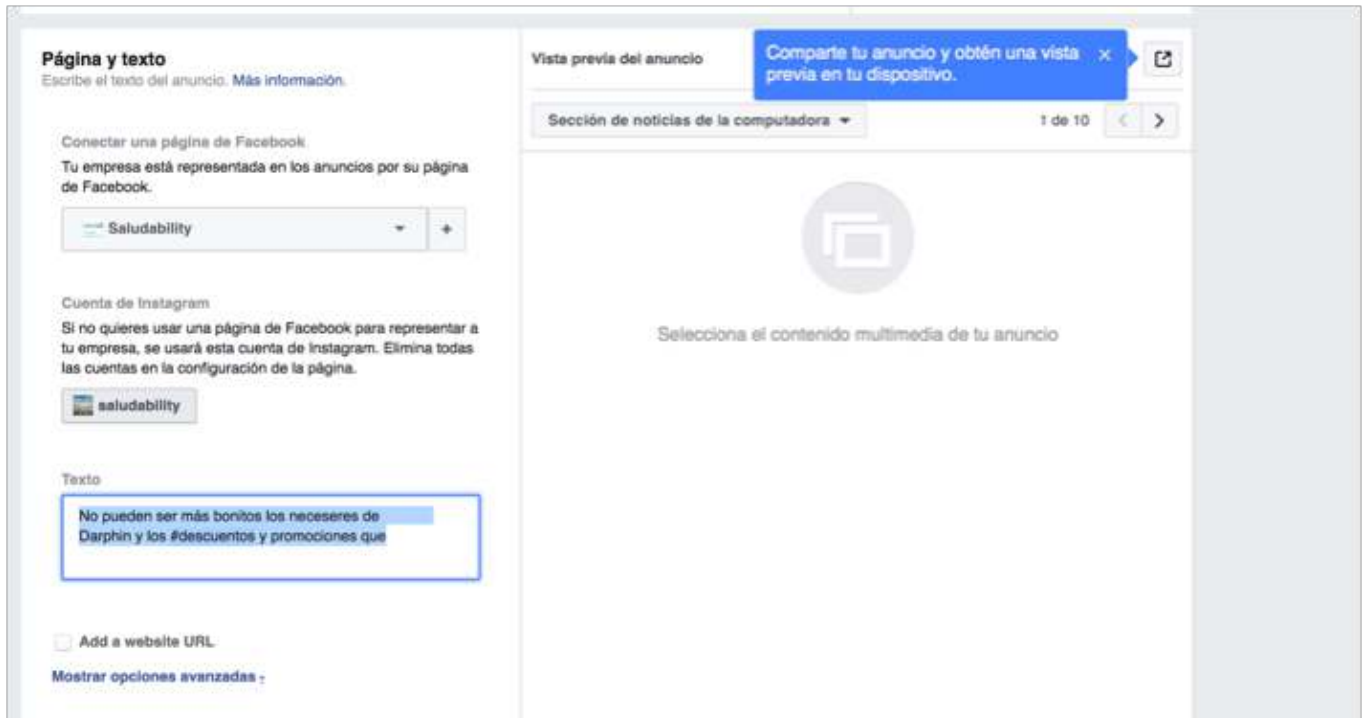 Página y texto
Escribe el texto del anuncio. Más información.
Conectar una página de Facebook
Tu empresa está representada en los anuncios por su página
de Facebook.
Saludability
+
Cuenta de Instagram
Si no quieres usar una página de Facebook para representar a
tu empresa, se usará esta cuenta de Instagram. Elimina todas
las cuentas en la configuración de la página.
saludability
Texto
No pueden ser más bonitos los neceseres de
Darphin y los #descuentos y promociones que
Add a website URL
Mostrar opciones avanzadas
Vista previa del anuncio
Comparte tu anuncio y obtén una vista
previa en tu dispositivo.
Sección de noticias de la computadora
1 de 10
Selecciona el contenido multimedia de tu anuncio